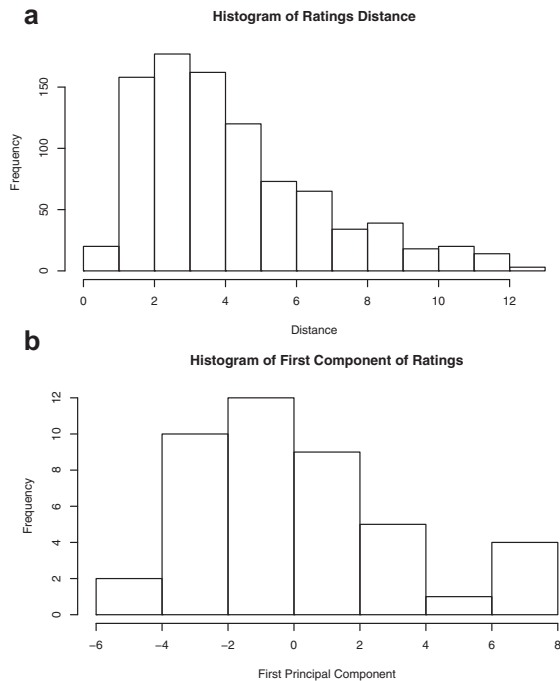 a
Histogram of Ratings Distance
Frequency
0
50
100
150
0 2 4 6 8 10 12
Distance
b
Histogram of First Component of Ratings
Frequency
0 2 4 6 8 10 12
−6 −4 −2 0 2 4 6 8
First Principal Component